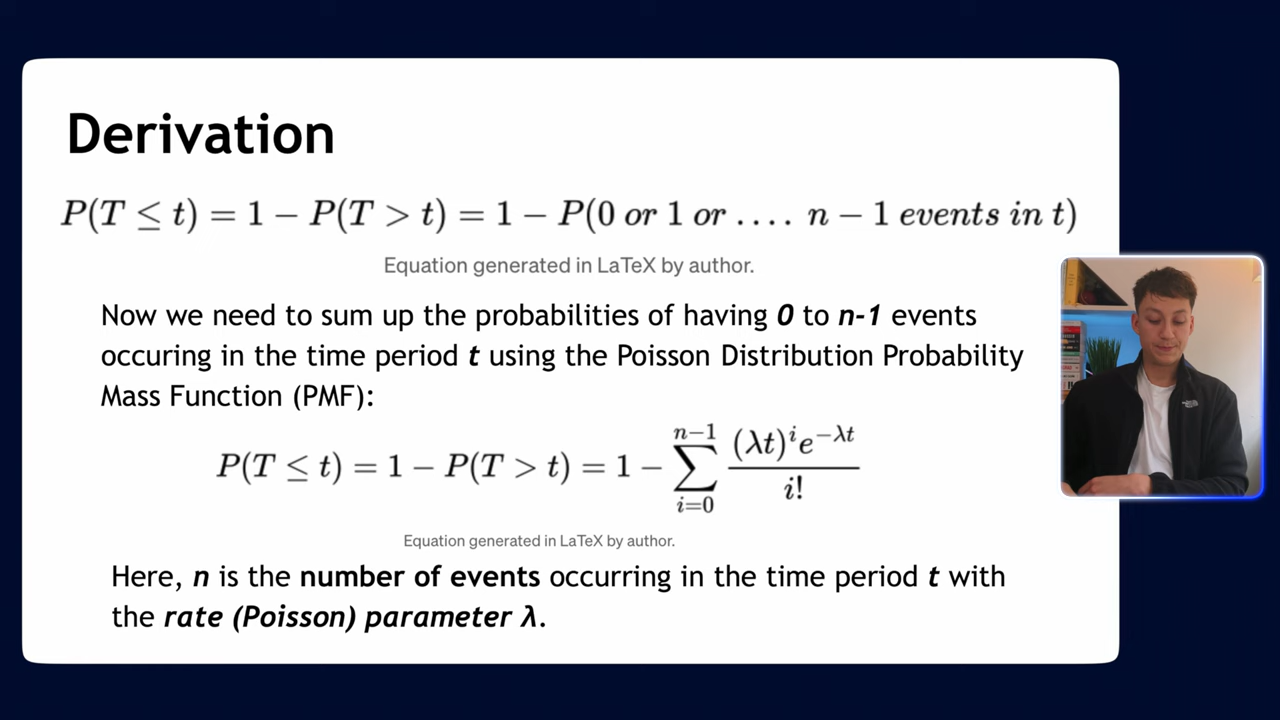 Derivation
P(T ≤ t) = 1 − P(T > t) = 1 − P(0 or 1 or .... n − 1 events in t)
Equation generated in LaTeX by author.
Now we need to sum up the probabilities of having 0 to n-1 events
occuring in the time period t using the Poisson Distribution Probability
Mass Function (PMF):
P(T ≤ t) = 1 − P(T > t) = 1 − \sum_{i=0}^{n−1} \frac{(λt)^i e^{−λt}}{i!}
Equation generated in LaTeX by author.
Here, n is the number of events occurring in the time period t with
the rate (Poisson) parameter λ.